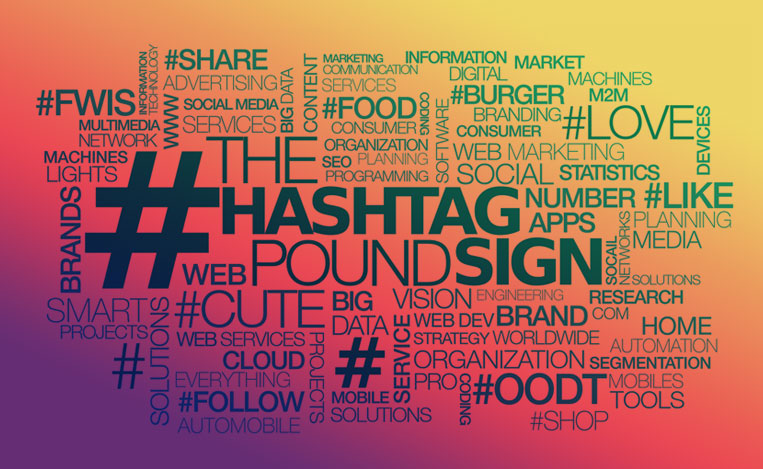 #SHARE
INFORMATION
TECHNOLOGY
ADVERTISING
#FWIS
WWW
SOCIAL MEDIA
SERVICES
BIG DATA
CONTENT
MULTIMEDIA
NETWORK
MARKETING
COMMUNICATION
SERVICES
INFORMATION
DIGITAL
MARKET
MACHINES
#FOOD
CODING
CONSUMER
#BURGER
M2M
BRANDING
CONSUMER
#LOVE
DEVICES
MACHINES
LIGHTS
THE
ORGANIZATION
SEO PLANNING
PROGRAMMING
SOFTWARE
WEB MARKETING
SOCIAL
STATISTICS
BRANDS
#
HASHTAG
NUMBER
#LIKE
APPS
PLANNING
MEDIA
WEB
POUND
SIGN
SOCAIL
NETWORKS
SOLUTIONS
SMART
PROJECTS
SOLUTIONS
#CUTE
BIG
DATA
VISION
ENGINEERING
RESEARCH
WEB SERVICES
PROJECTS
SERVICE
WEB DEV
BRAND
COM
HOME
STRATEGY
WORLDWIDE
AUTOMATION
#
CLOUD
#
ORGANIZATION
SEGMENTATION
EVERYTHING
PRO
CODING
#OODT
MOBILES
#FOLLOW
MOBILE
SOLUTIONS
TOOLS
AUTOMOBILE
#SHOP